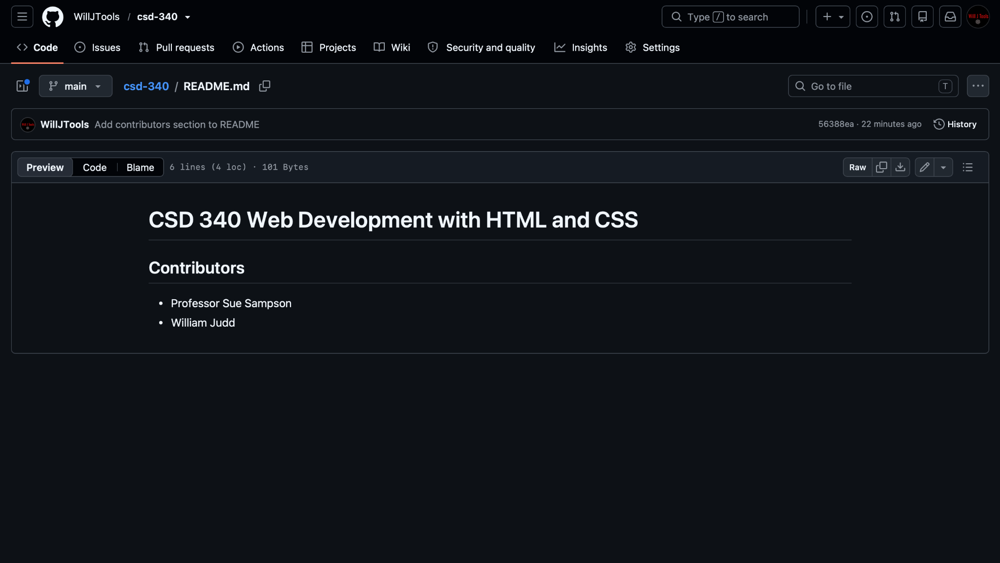 WillJTools / csd-340
Type / to search
Code Issues Pull requests Actions Projects Wiki Security and quality Insights Settings
main csd-340 / README.md
Go to file T
WillJTools Add contributors section to README
56388ea · 22 minutes ago History
Preview Code Blame 6 lines (4 loc) · 101 Bytes
Raw
CSD 340 Web Development with HTML and CSS
Contributors
• Professor Sue Sampson
• William Judd
Will J Tools